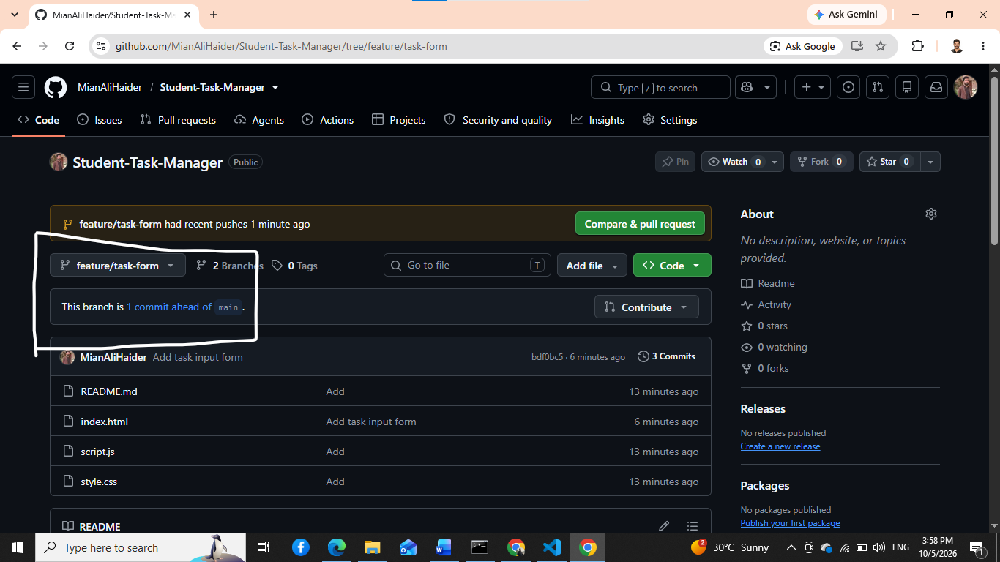 MianAliHaider/Student-Task-Ma
Ask Gemini
github.com/MianAliHaider/Student-Task-Manager/tree/feature/task-form
Ask Google
MianAliHaider / Student-Task-Manager
Type / to search
Code Issues Pull requests Agents Actions Projects Security and quality Insights Settings
Student-Task-Manager Public
Pin Watch 0 Fork 0 Star 0
feature/task-form had recent pushes 1 minute ago
Compare & pull request
feature/task-form 2 Branches 0 Tags
Go to file T
Add file
Code
This branch is 1 commit ahead of main.
Contribute
MianAliHaider Add task input form bdf0bc5 · 6 minutes ago 3 Commits
README.md Add 13 minutes ago
index.html Add task input form 6 minutes ago
script.js Add 13 minutes ago
style.css Add 13 minutes ago
README
About
No description, website, or topics
provided.
Readme
Activity
0 stars
0 watching
0 forks
Releases
No releases published
Create a new release
Packages
No packages published
Publish your first package
Type here to search
2
30°C Sunny
ENG
3:58 PM
10/5/2026
1